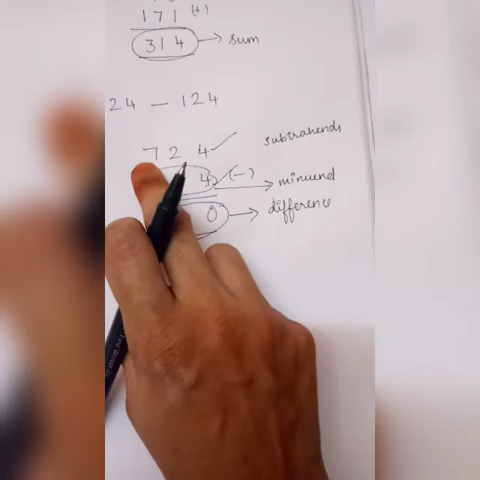 171 (+)
314 → sum
24 — 124
724 ✓ subtrahends
4 (-) → minuend
0 → difference